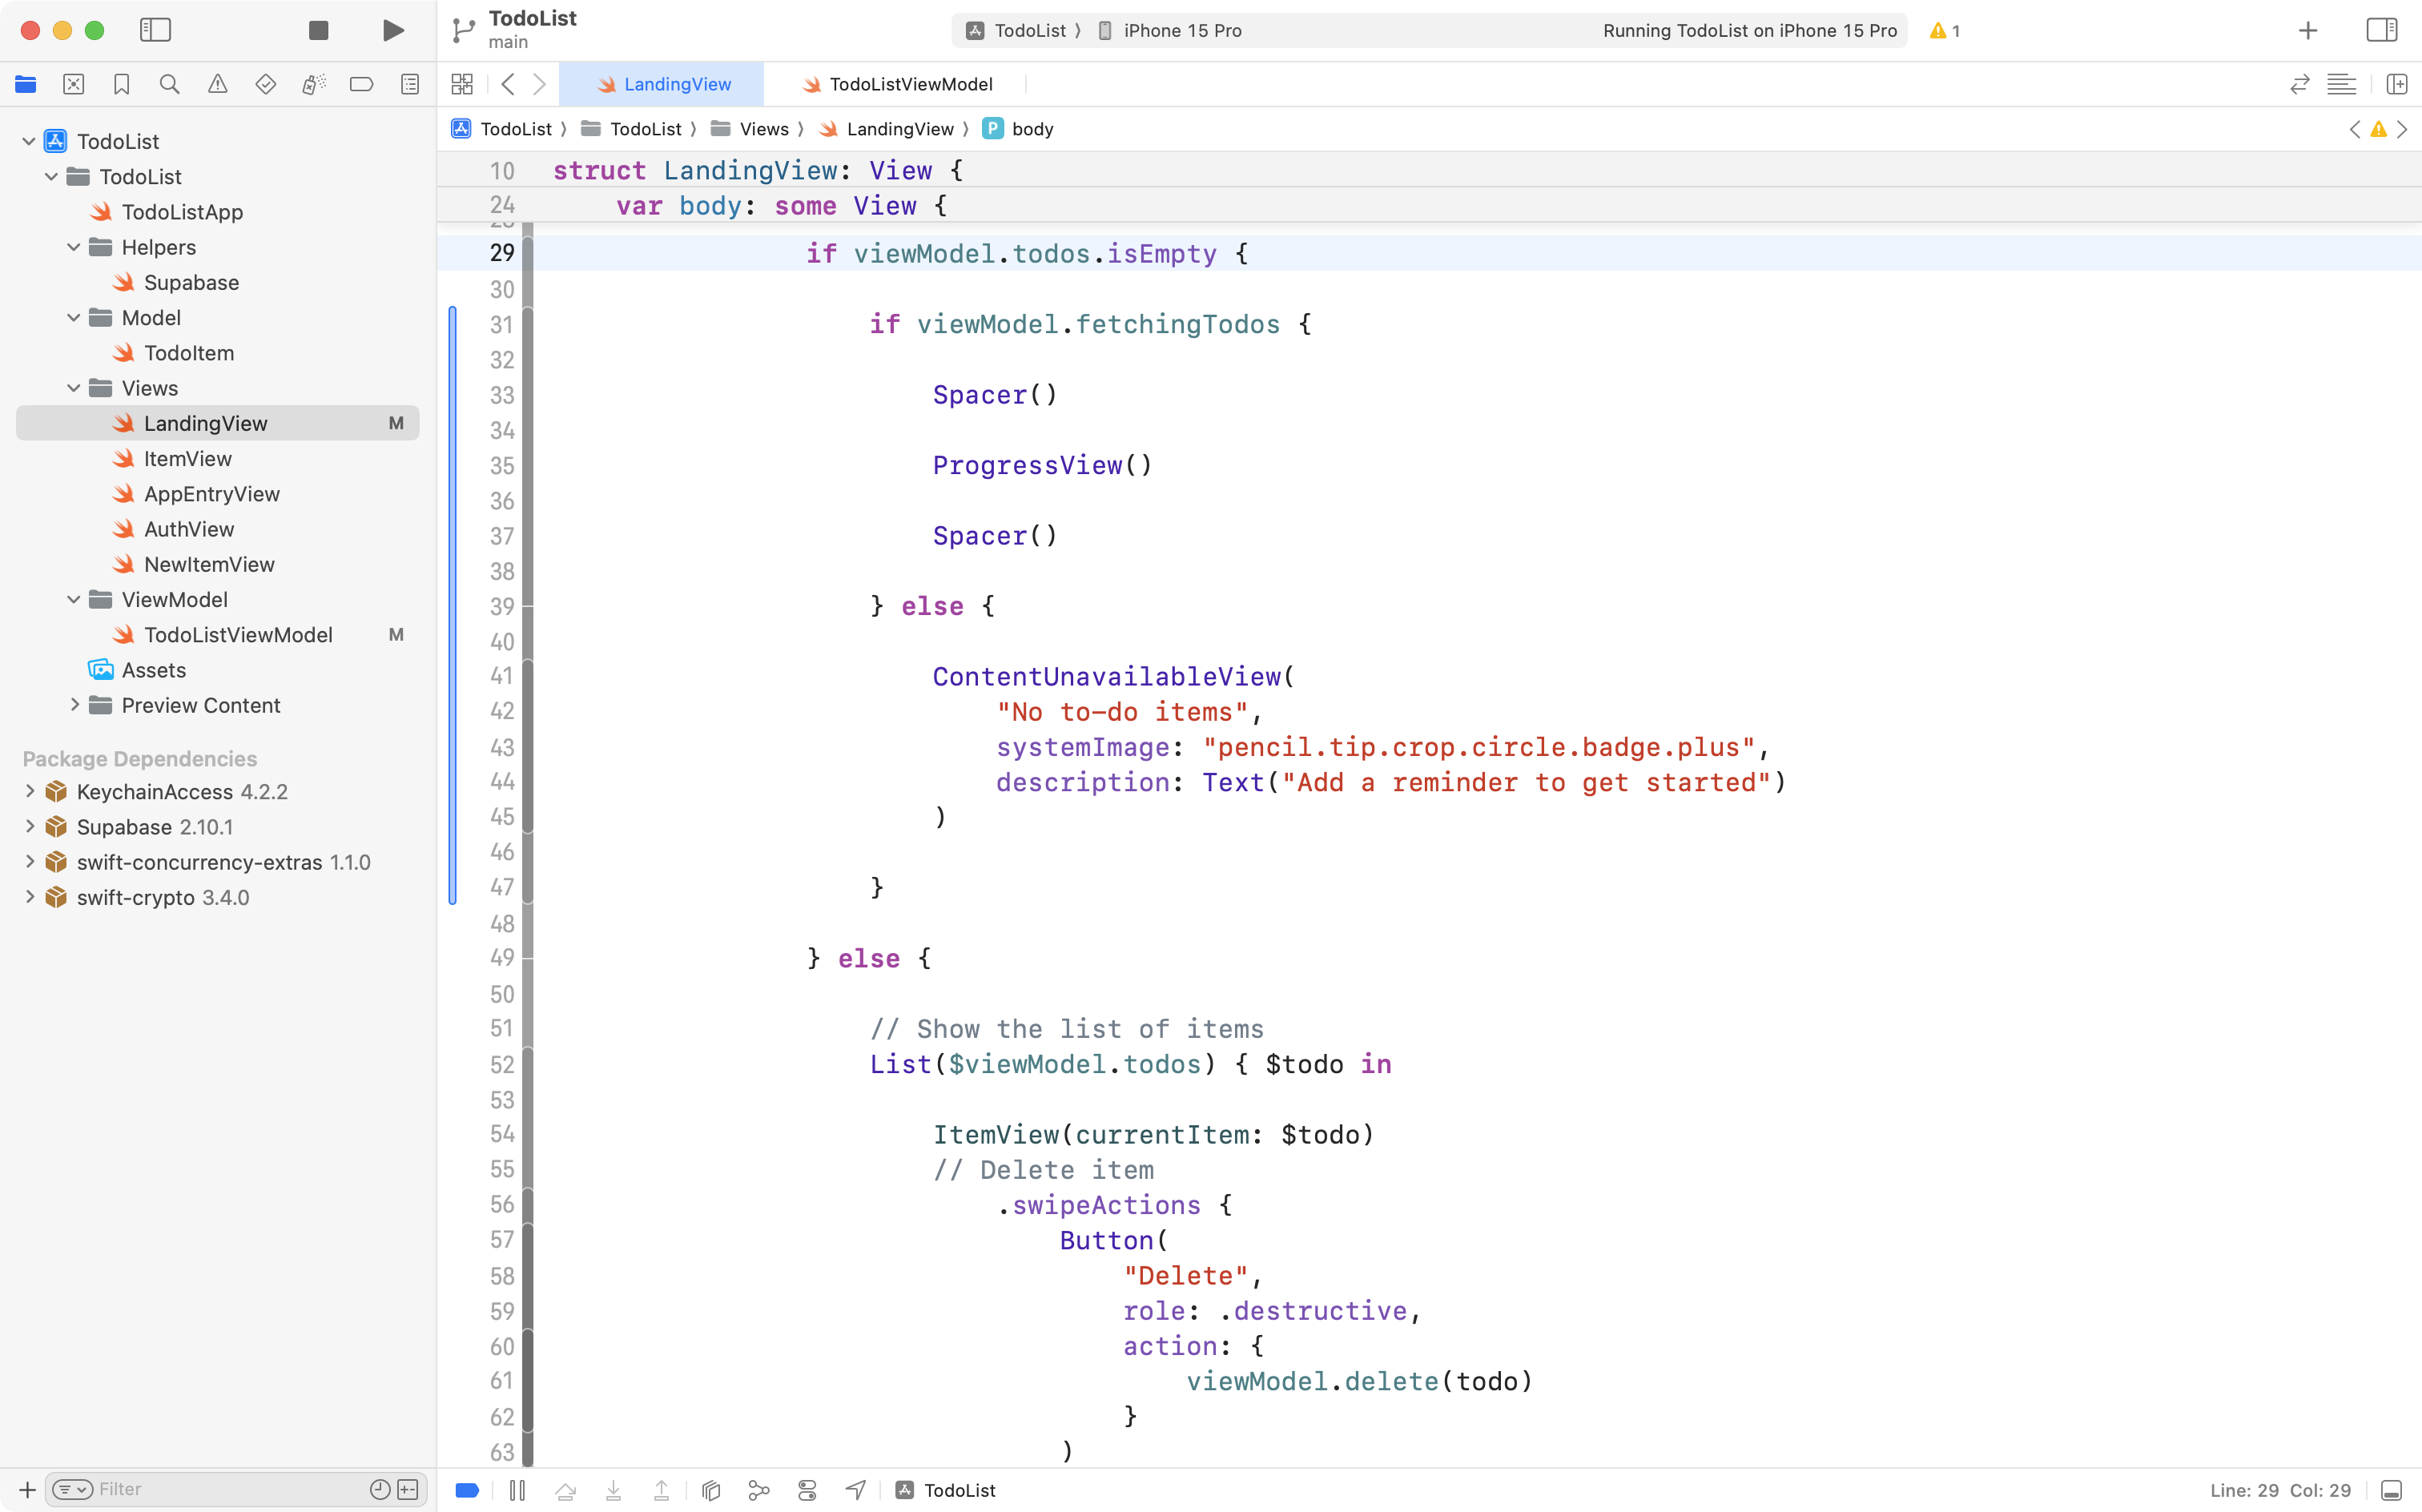 TodoList
main
TodoList ⟩ iPhone 15 Pro
Running TodoList on iPhone 15 Pro
1
LandingView
TodoListViewModel
TodoList ⟩ TodoList ⟩ Views ⟩ LandingView ⟩ P body
TodoList
TodoList
TodoListApp
Helpers
Supabase
Model
TodoItem
Views
LandingView M
ItemView
AppEntryView
AuthView
NewItemView
ViewModel
TodoListViewModel M
Assets
Preview Content
Package Dependencies
KeychainAccess 4.2.2
Supabase 2.10.1
swift-concurrency-extras 1.1.0
swift-crypto 3.4.0
Filter
10 struct LandingView: View {
24 var body: some View {
29 if viewModel.todos.isEmpty {
30
31 if viewModel.fetchingTodos {
32
33 Spacer()
34
35 ProgressView()
36
37 Spacer()
38
39 } else {
40
41 ContentUnavailableView(
42 "No to-do items",
43 systemImage: "pencil.tip.crop.circle.badge.plus",
44 description: Text("Add a reminder to get started")
45 )
46
47 }
48
49 } else {
50
51 // Show the list of items
52 List($viewModel.todos) { $todo in
53
54 ItemView(currentItem: $todo)
55 // Delete item
56 .swipeActions {
57 Button(
58 "Delete",
59 role: .destructive,
60 action: {
61 viewModel.delete(todo)
62 }
63 )
TodoList
Line: 29 Col: 29